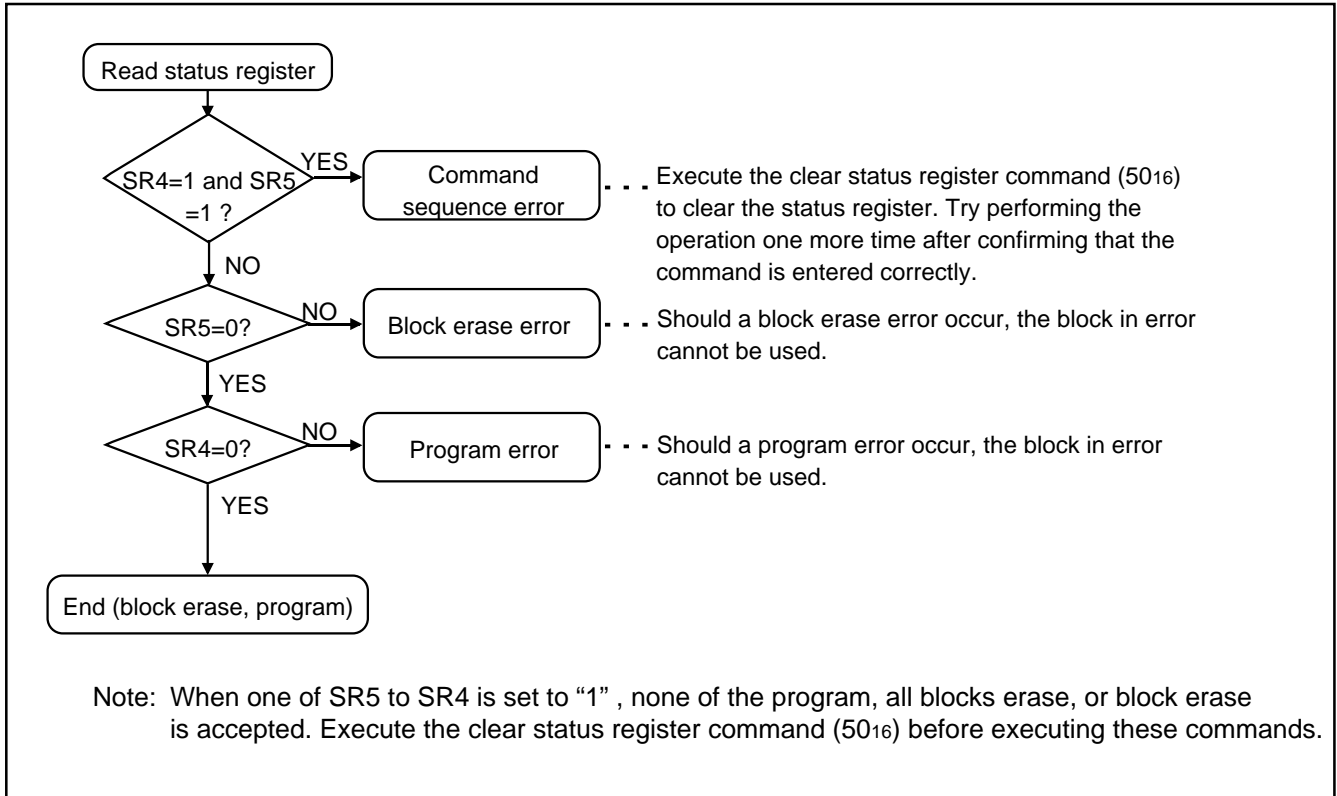 Read status register
SR4=1 and SR5
=1 ?
YES
Command
sequence error
Execute the clear status register command (5016)
to clear the status register. Try performing the
operation one more time after confirming that the
command is entered correctly.
NO
SR5=0?
NO
Block erase error
Should a block erase error occur, the block in error
cannot be used.
YES
SR4=0?
NO
Program error
Should a program error occur, the block in error
cannot be used.
YES
End (block erase, program)
Note: When one of SR5 to SR4 is set to “1” , none of the program, all blocks erase, or block erase
is accepted. Execute the clear status register command (5016) before executing these commands.